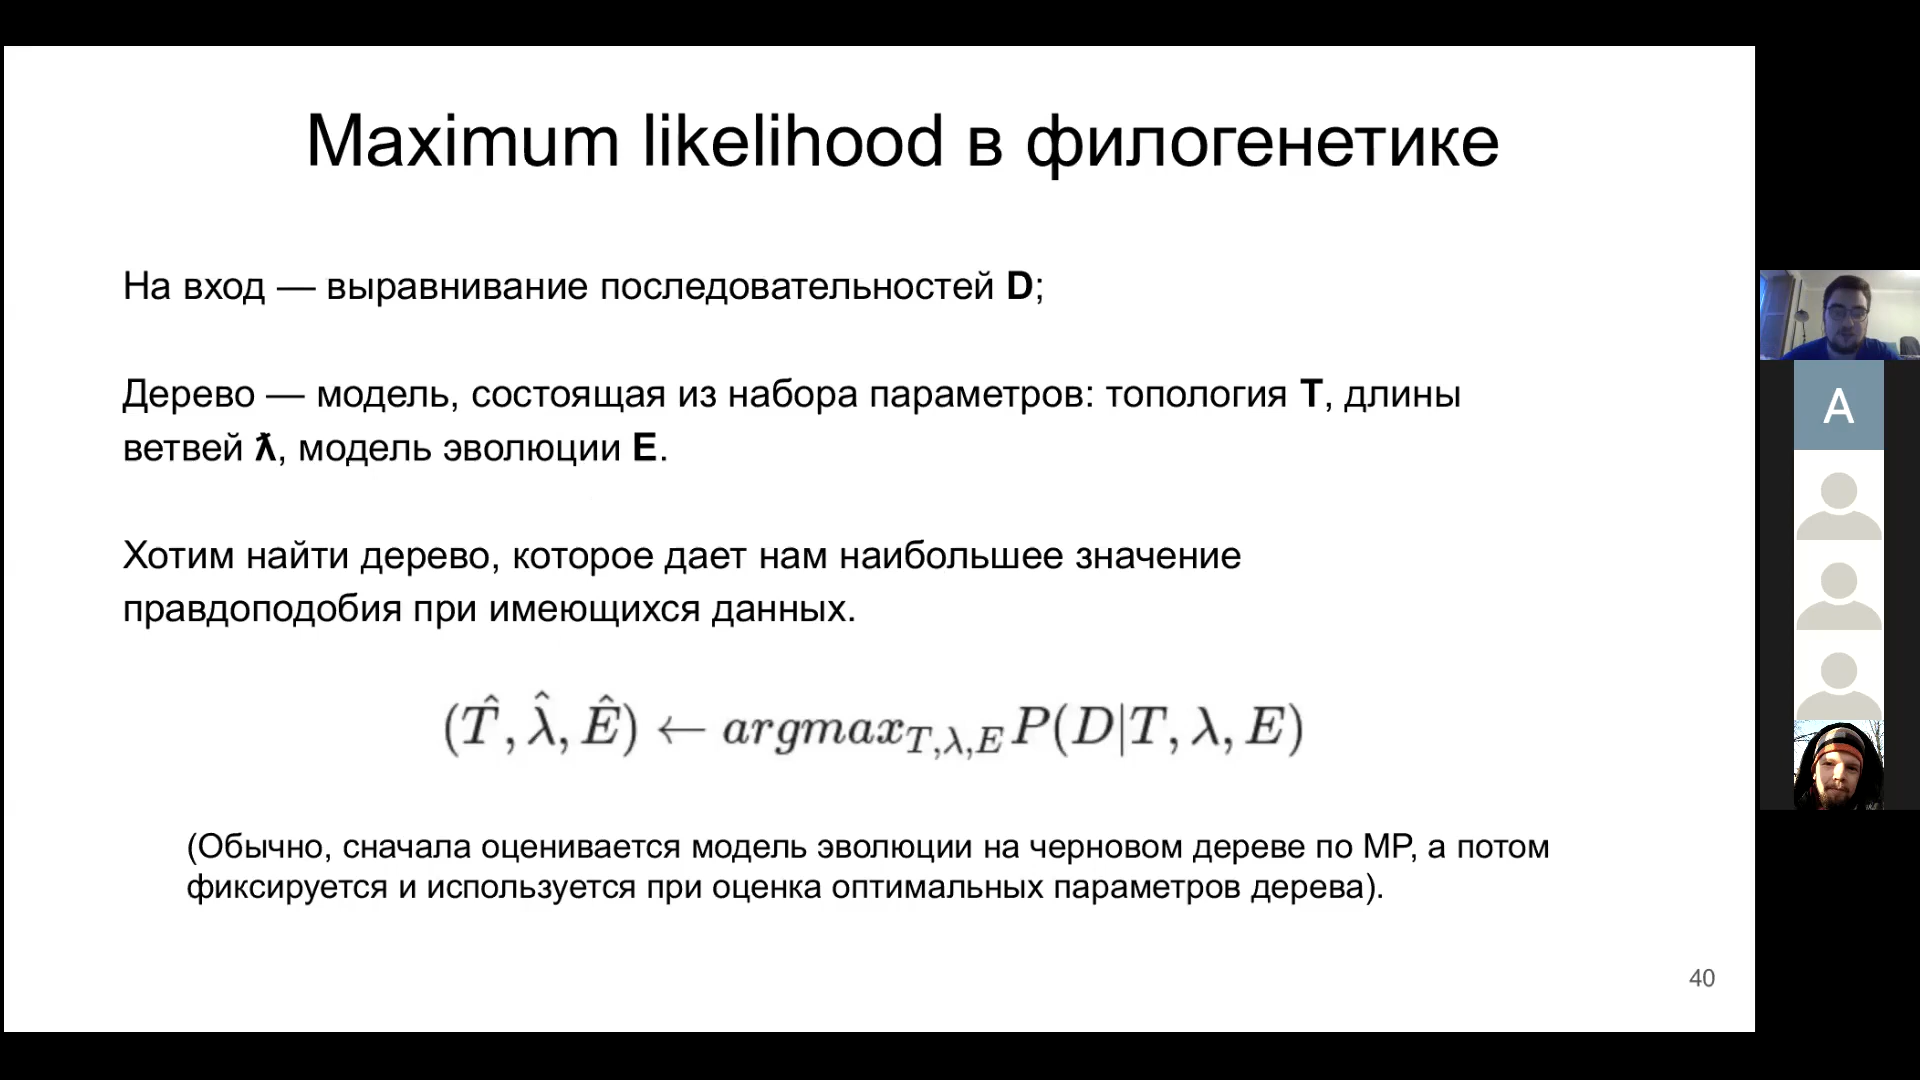 Maximum likelihood в филогенетике
На вход — выравнивание последовательностей D;
Дерево — модель, состоящая из набора параметров: топология T, длины
ветвей ƛ, модель эволюции E.
Хотим найти дерево, которое дает нам наибольшее значение
правдоподобия при имеющихся данных.
(T̂, λ̂, Ê) ← argmax_{T,λ,E} P(D|T, λ, E)
(Обычно, сначала оценивается модель эволюции на черновом дереве по MP, а потом
фиксируется и используется при оценка оптимальных параметров дерева).
40
A